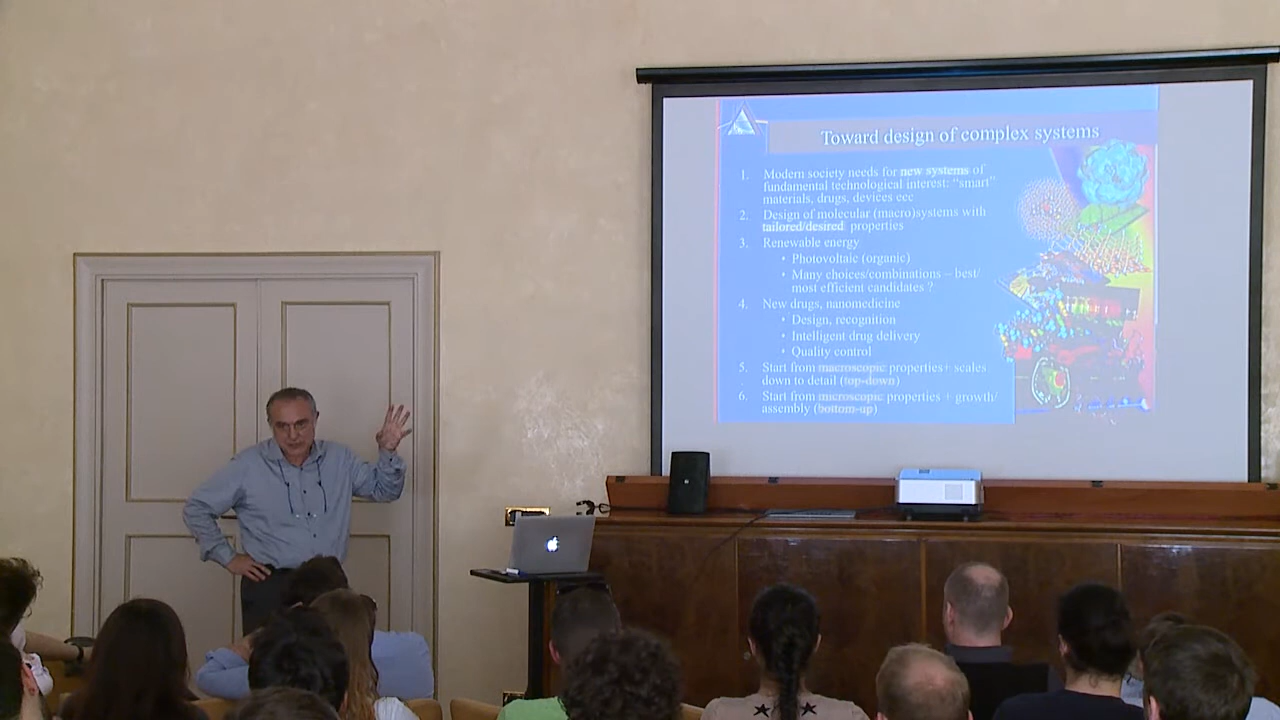 Toward design of complex systems
1. Modern society needs for new systems of
fundamental technological interest: “smart”
materials, drugs, devices ecc
2. Design of molecular (macro)systems with
tailored/desired properties
3. Renewable energy
• Photovoltaic (organic)
• Many choices/combinations – best/
most efficient candidates ?
4. New drugs, nanomedicine
• Design, recognition
• Intelligent drug delivery
• Quality control
5. Start from macroscopic properties+ scales
down to detail (top-down)
6. Start from microscopic properties + growth/
assembly (bottom-up)